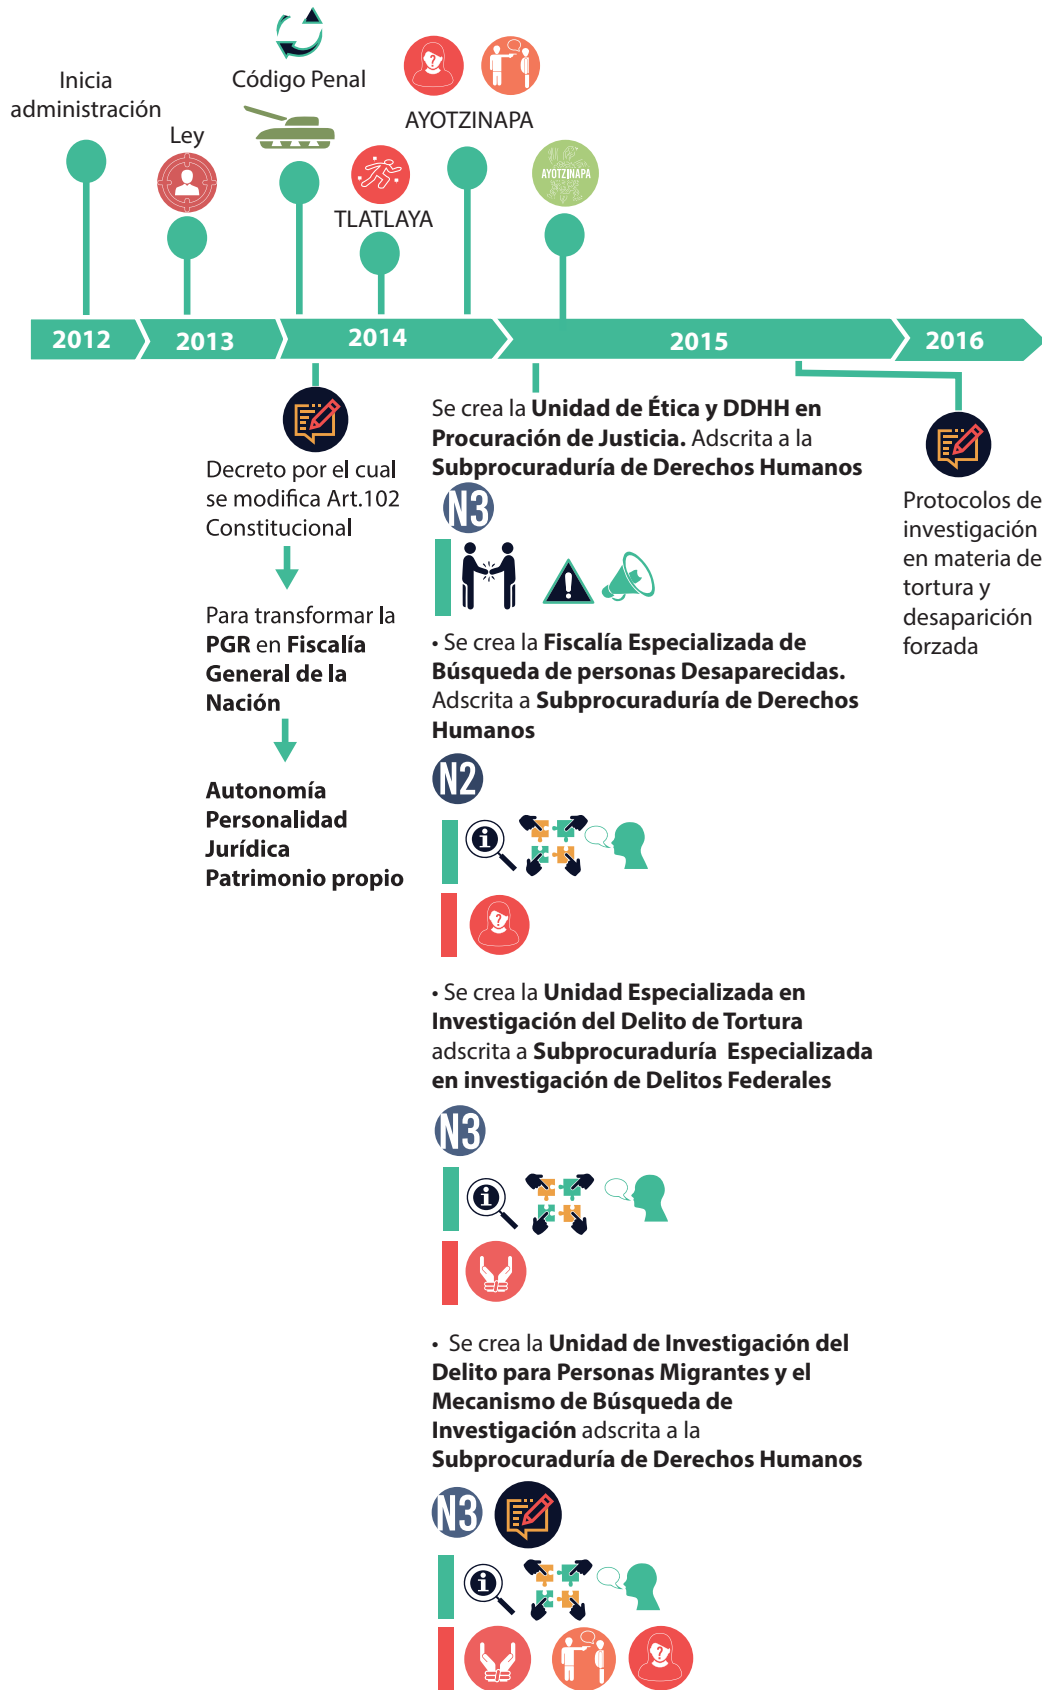 Inicia
administración
Ley
Código Penal
TLATLAYA
AYOTZINAPA
AYOTZINAPA
2012
2013
2014
2015
2016
Decreto por el cual
se modifica Art.102
Constitucional
Para transformar la
PGR en Fiscalía
General de la
Nación
Autonomía
Personalidad
Jurídica
Patrimonio propio
Se crea la Unidad de Ética y DDHH en
Procuración de Justicia. Adscrita a la
Subprocuraduría de Derechos Humanos
N3
• Se crea la Fiscalía Especializada de
Búsqueda de personas Desaparecidas.
Adscrita a Subprocuraduría de Derechos
Humanos
N2
• Se crea la Unidad Especializada en
Investigación del Delito de Tortura
adscrita a Subprocuraduría Especializada
en investigación de Delitos Federales
N3
• Se crea la Unidad de Investigación del
Delito para Personas Migrantes y el
Mecanismo de Búsqueda de
Investigación adscrita a la
Subprocuraduría de Derechos Humanos
N3
Protocolos de
investigación
en materia de
tortura y
desaparición
forzada